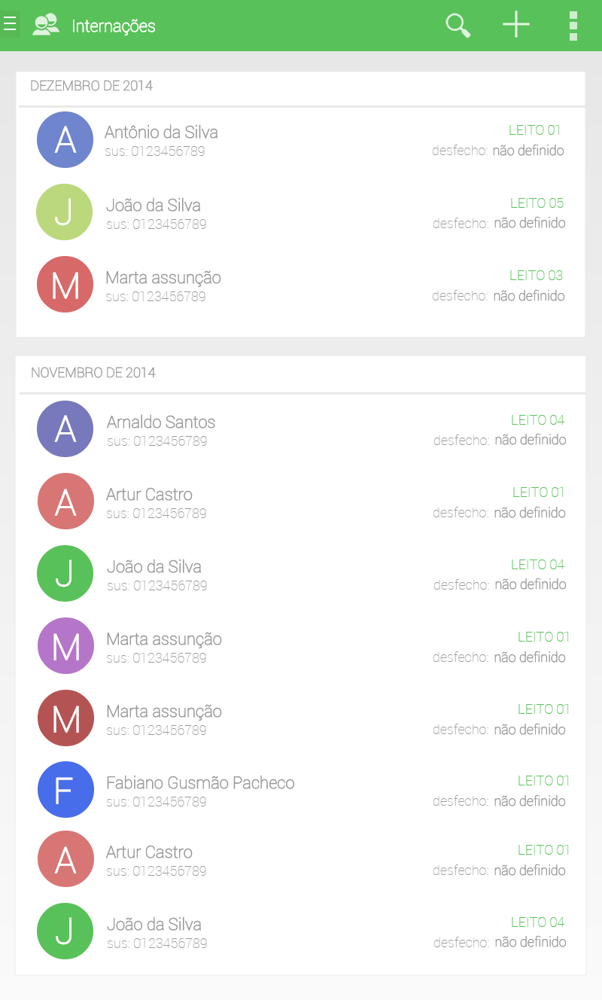 Internações
DEZEMBRO DE 2014
A
Antônio da Silva
LEITO 01
sus: 0123456789
desfecho: não definido
J
João da Silva
LEITO 05
sus: 0123456789
desfecho: não definido
M
Marta assunção
LEITO 03
sus: 0123456789
desfecho: não definido
NOVEMBRO DE 2014
A
Arnaldo Santos
LEITO 04
sus: 0123456789
desfecho: não definido
A
Artur Castro
LEITO 01
sus: 0123456789
desfecho: não definido
J
João da Silva
LEITO 04
sus: 0123456789
desfecho: não definido
M
Marta assunção
LEITO 01
sus: 0123456789
desfecho: não definido
M
Marta assunção
LEITO 01
sus: 0123456789
desfecho: não definido
F
Fabiano Gusmão Pacheco
LEITO 01
sus: 0123456789
desfecho: não definido
A
Artur Castro
LEITO 01
sus: 0123456789
desfecho: não definido
J
João da Silva
LEITO 04
sus: 0123456789
desfecho: não definido